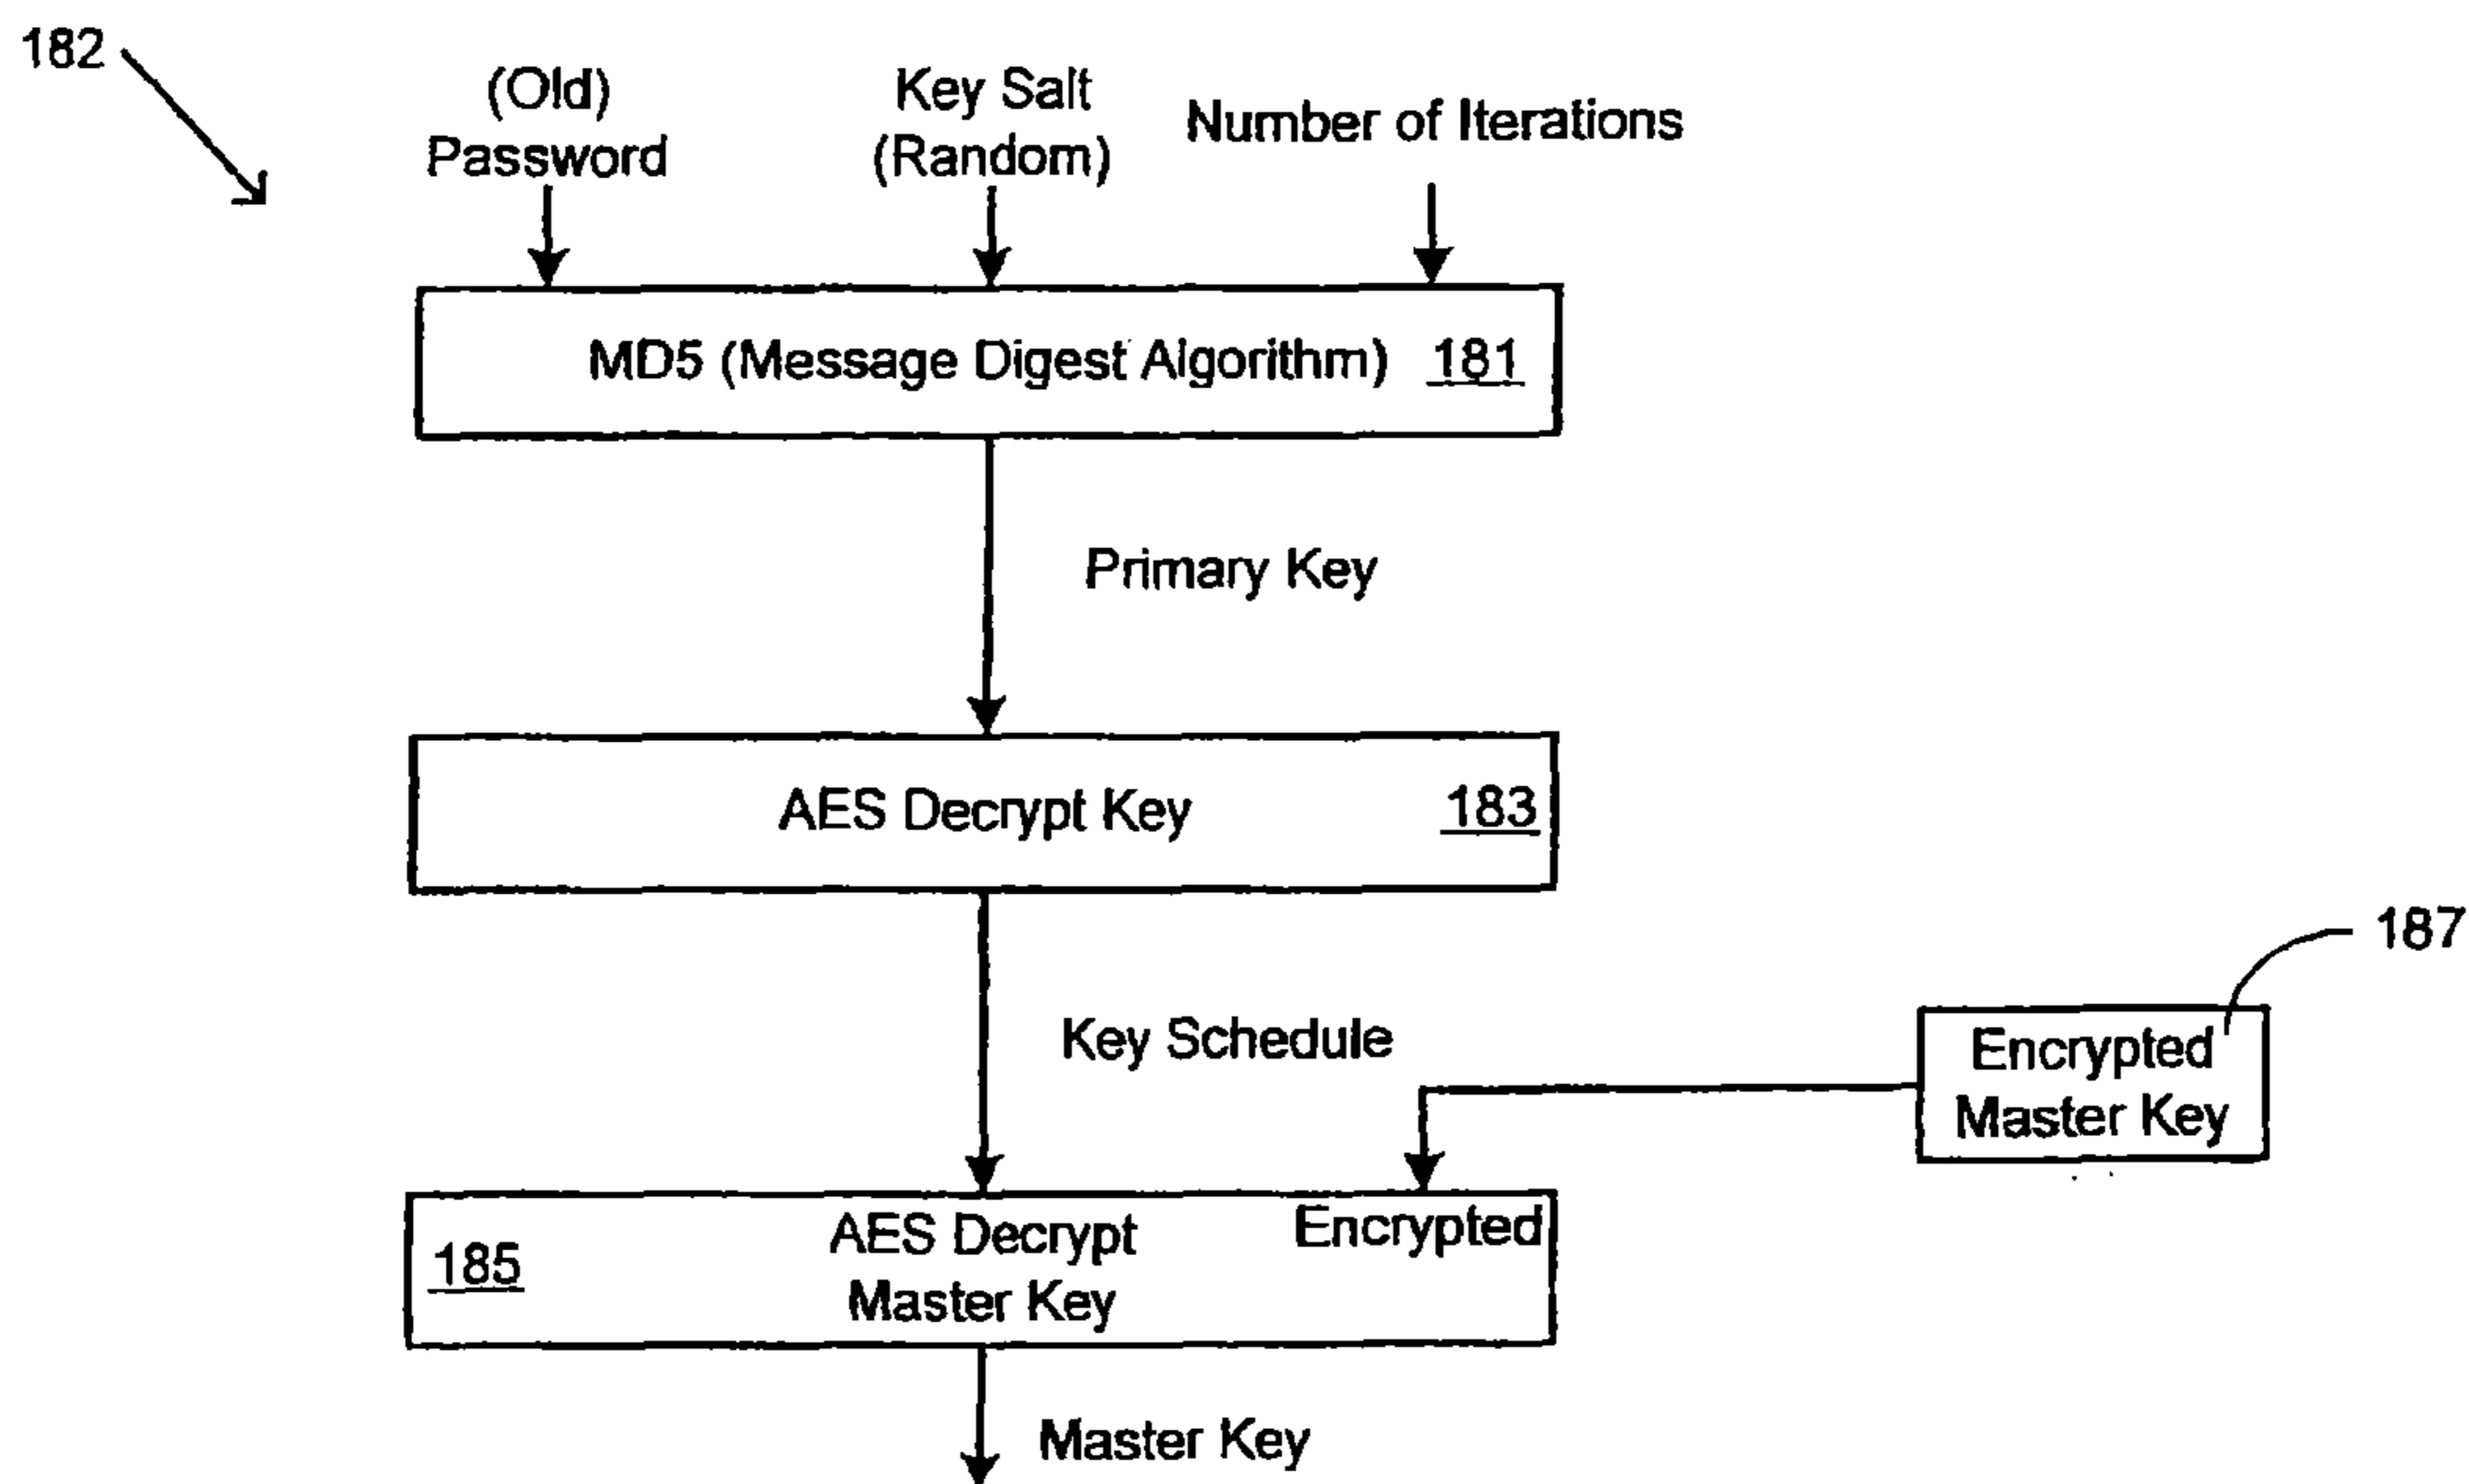 182
(Old)
Password
Key Salt
(Random)
Number of Iterations
MD5 (Message Digest Algorithm) 181
Primary Key
AES Decrypt Key 183
187
Key Schedule
Encrypted
Master Key
185
AES Decrypt
Master Key
Encrypted
Master Key